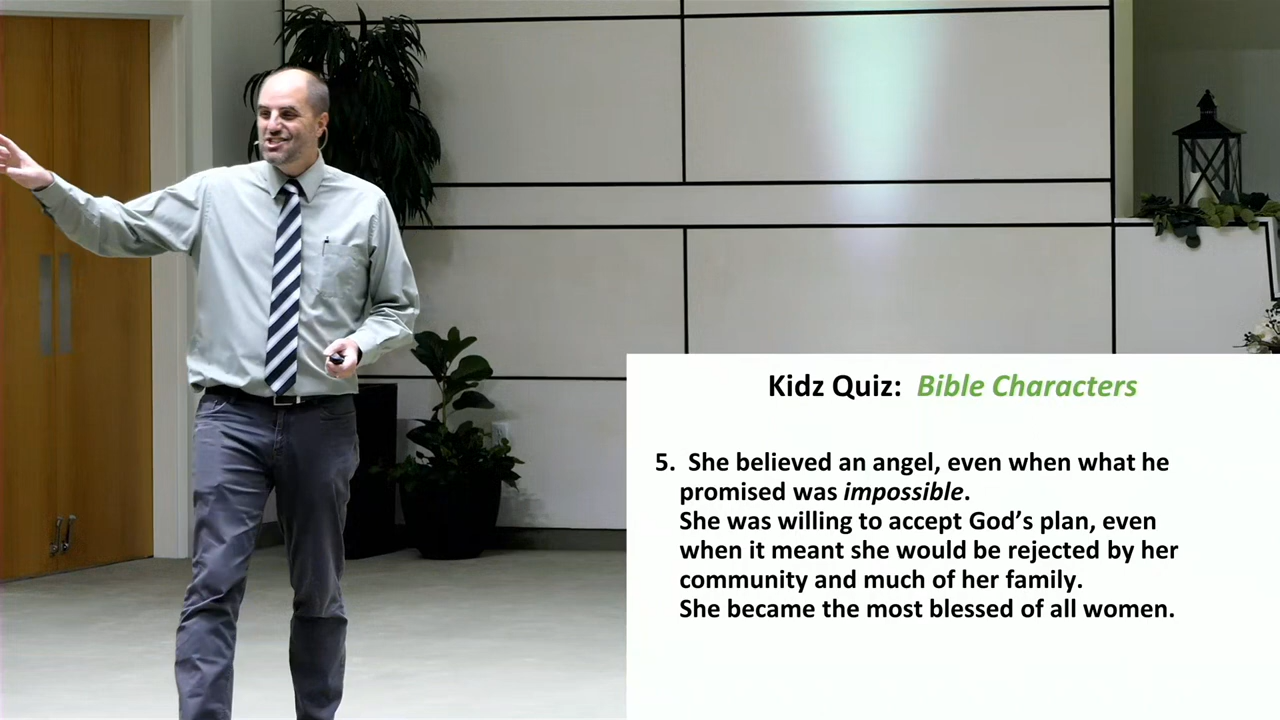 Kidz Quiz: Bible Characters
5. She believed an angel, even when what he
promised was impossible.
She was willing to accept God's plan, even
when it meant she would be rejected by her
community and much of her family.
She became the most blessed of all women.